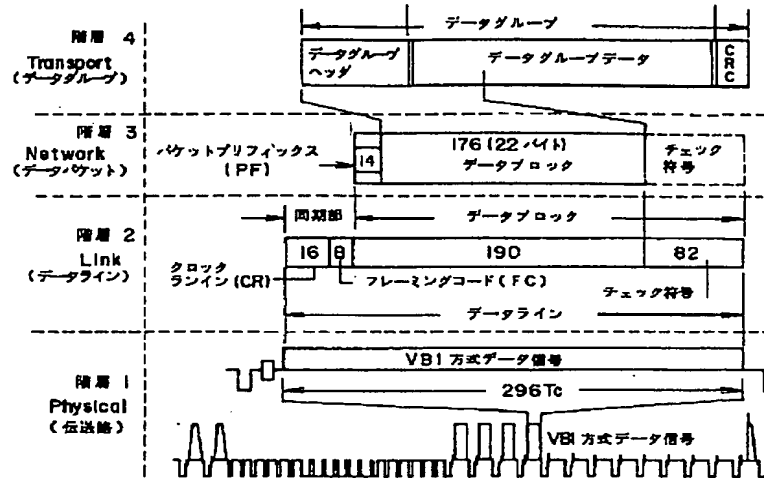 階層 4
Transport
(データグループ)
データグループ
データグループ
ヘッダ
データグループデータ
CRC
階層 3
Network
(データパケット)
パケットプリフィックス
(PF)
14
176 (22 バイト)
データブロック
チェック
符号
同期部
データブロック
階層 2
Link
(データライン)
16
8
190
82
クロック
ランイン(CR)
フレーミングコード(FC)
チェック符号
データライン
階層 1
Physical
(伝送路)
VBI 方式データ信号
296Tc
VBI 方式データ信号